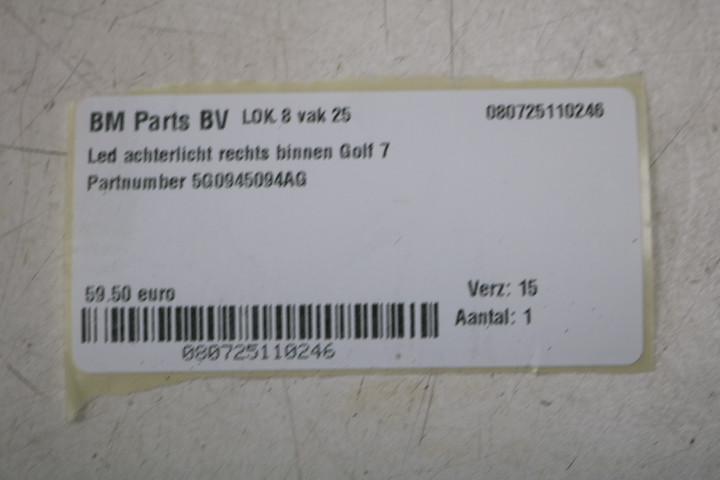 BM Parts BV LOK 8 vak 25 080725110246
Led achterlicht rechts binnen Golf 7
Partnumber 5G0945094AG
59.50 euro Verz: 15
Aantal: 1
080725110246